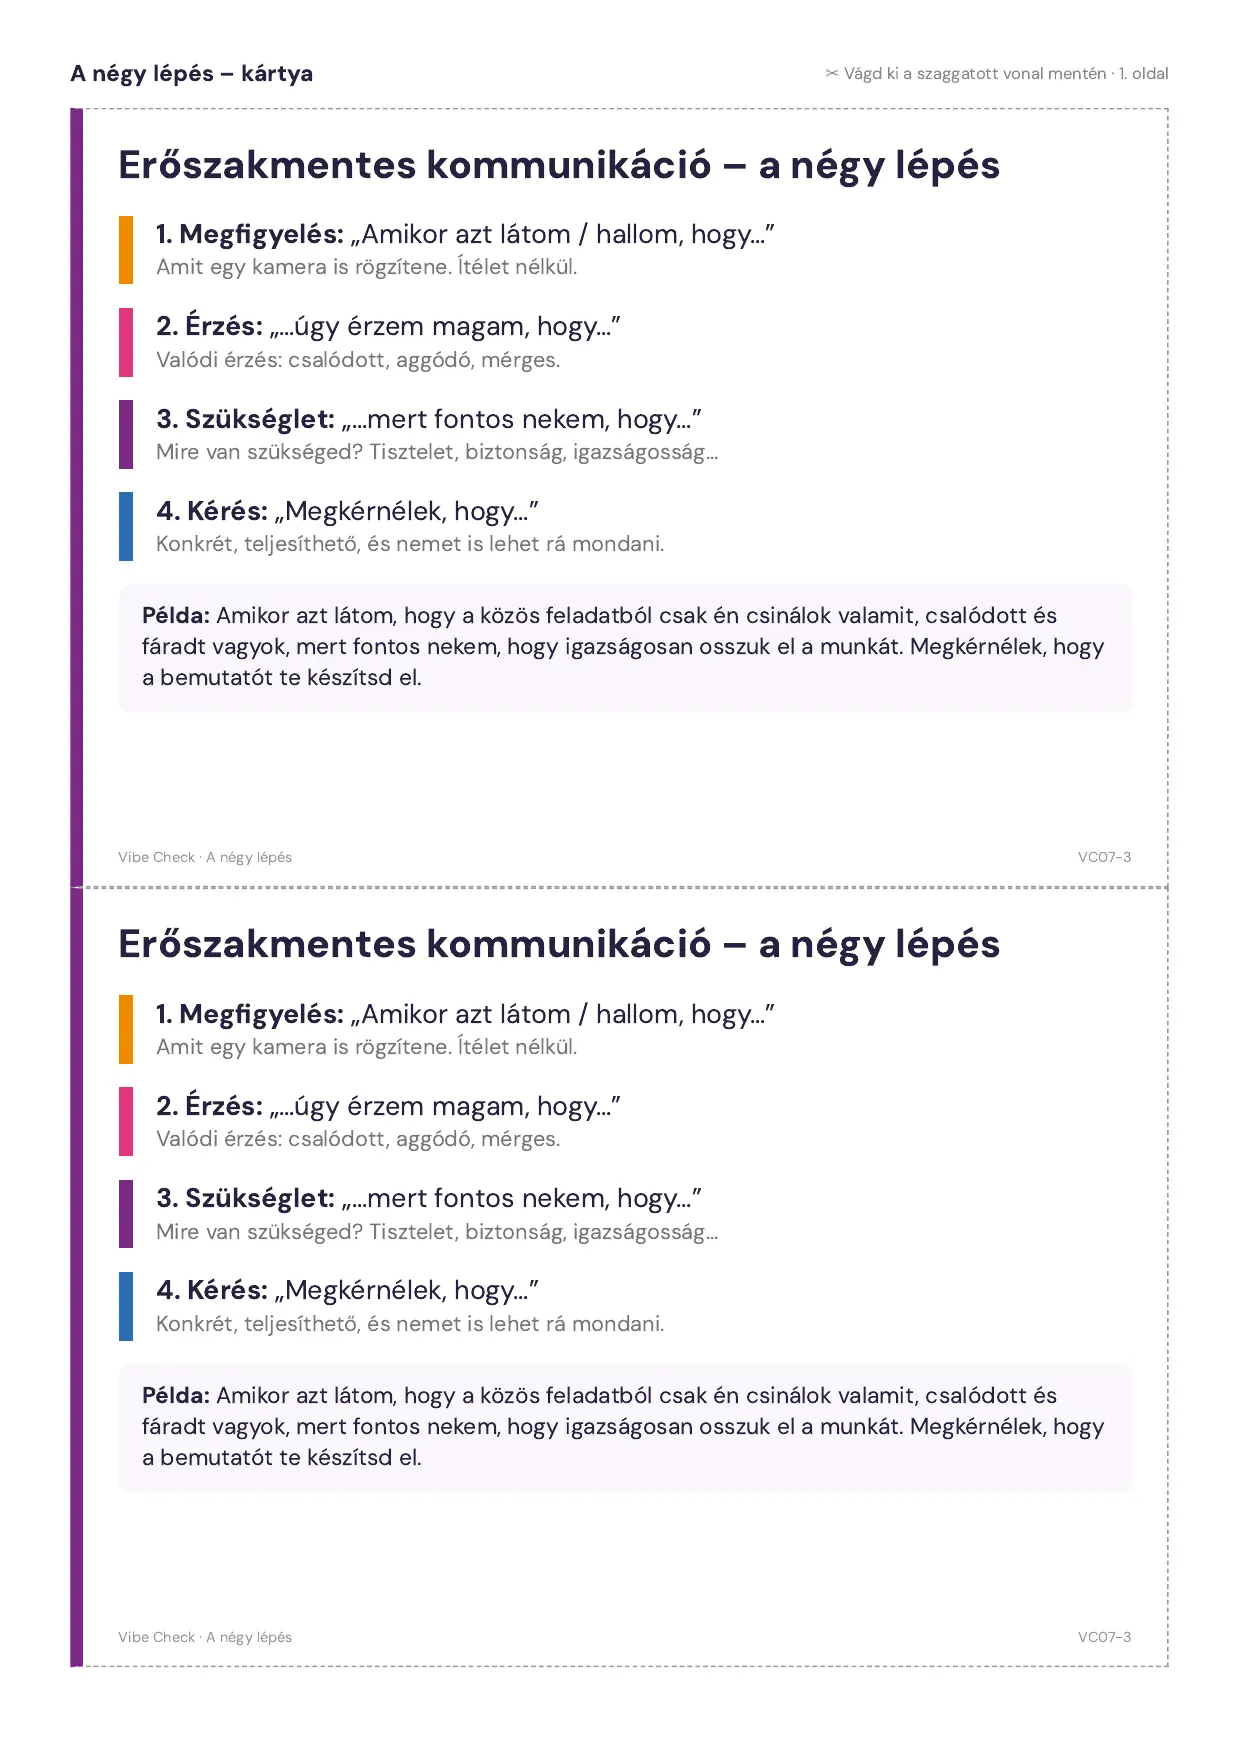 A négy lépés – kártya
✂ Vágd ki a szaggatott vonal mentén · 1. oldal
Erőszakmentes kommunikáció – a négy lépés
1. Megfigyelés: „Amikor azt látom / hallom, hogy…”
Amit egy kamera is rögzítene. Ítélet nélkül.
2. Érzés: „…úgy érzem magam, hogy…”
Valódi érzés: csalódott, aggódó, mérges.
3. Szükséglet: „…mert fontos nekem, hogy…”
Mire van szükséged? Tisztelet, biztonság, igazságosság…
4. Kérés: „Megkérnélek, hogy…”
Konkrét, teljesíthető, és nemet is lehet rá mondani.
Példa: Amikor azt látom, hogy a közös feladatból csak én csinálok valamit, csalódott és
fáradt vagyok, mert fontos nekem, hogy igazságosan osszuk el a munkát. Megkérnélek, hogy
a bemutatót te készítsd el.
Vibe Check · A négy lépés
VC07-3
Erőszakmentes kommunikáció – a négy lépés
1. Megfigyelés: „Amikor azt látom / hallom, hogy…”
Amit egy kamera is rögzítene. Ítélet nélkül.
2. Érzés: „…úgy érzem magam, hogy…”
Valódi érzés: csalódott, aggódó, mérges.
3. Szükséglet: „…mert fontos nekem, hogy…”
Mire van szükséged? Tisztelet, biztonság, igazságosság…
4. Kérés: „Megkérnélek, hogy…”
Konkrét, teljesíthető, és nemet is lehet rá mondani.
Példa: Amikor azt látom, hogy a közös feladatból csak én csinálok valamit, csalódott és
fáradt vagyok, mert fontos nekem, hogy igazságosan osszuk el a munkát. Megkérnélek, hogy
a bemutatót te készítsd el.
Vibe Check · A négy lépés
VC07-3